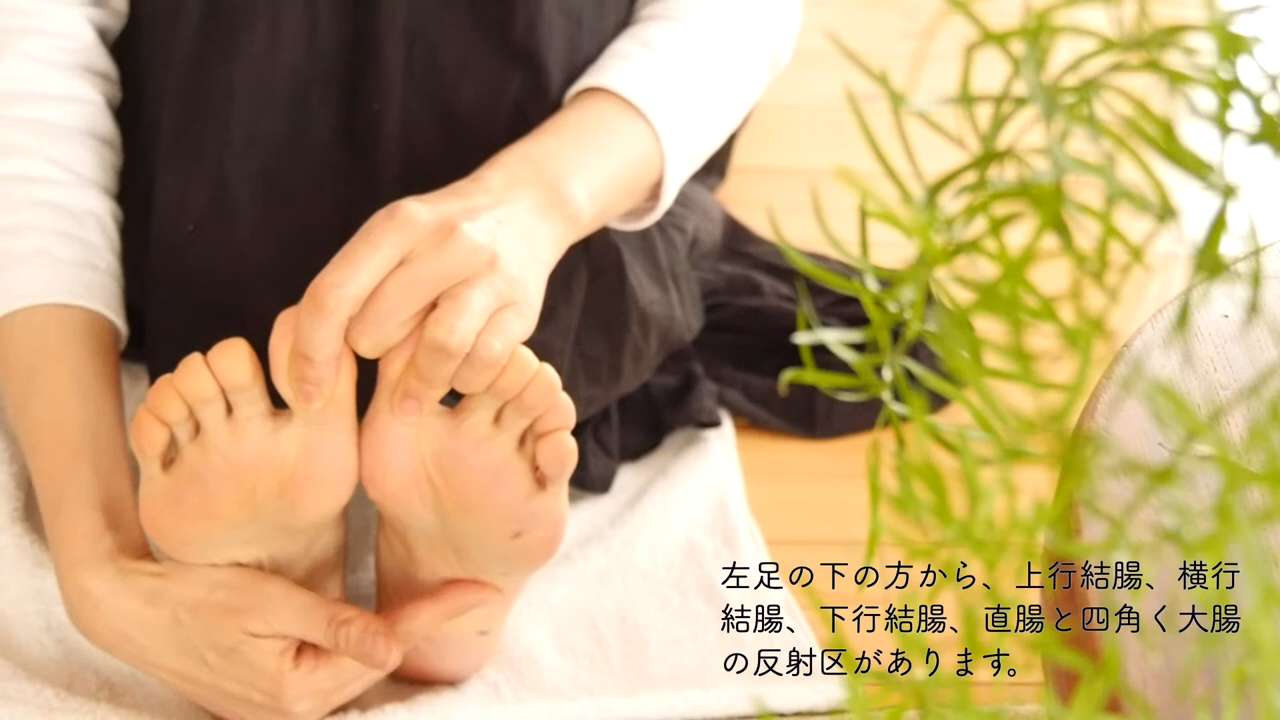 左足の下の方から、上行結腸、横行
結腸、下行結腸、直腸と四角く大腸
の反射区があります。